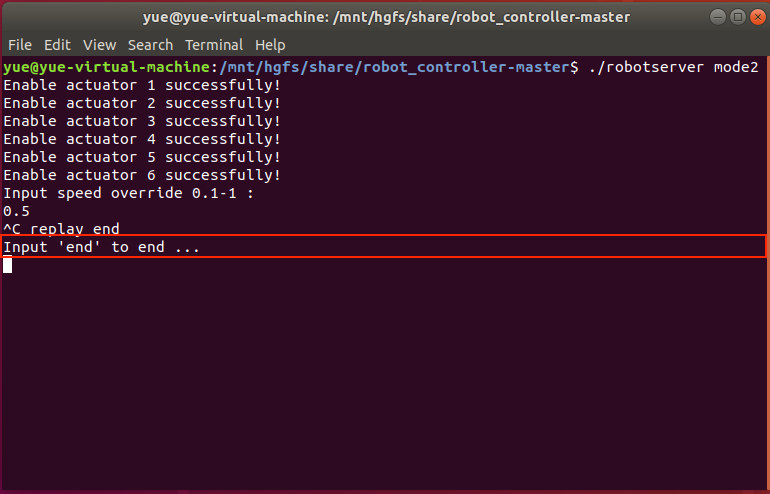 yue@yue-virtual-machine: /mnt/hgfs/share/robot_controller-master
File Edit View Search Terminal Help
yue@yue-virtual-machine:/mnt/hgfs/share/robot_controller-master$ ./robotserver mode2
Enable actuator 1 successfully!
Enable actuator 2 successfully!
Enable actuator 3 successfully!
Enable actuator 4 successfully!
Enable actuator 5 successfully!
Enable actuator 6 successfully!
Input speed override 0.1-1 :
0.5
^C replay end
Input 'end' to end ...